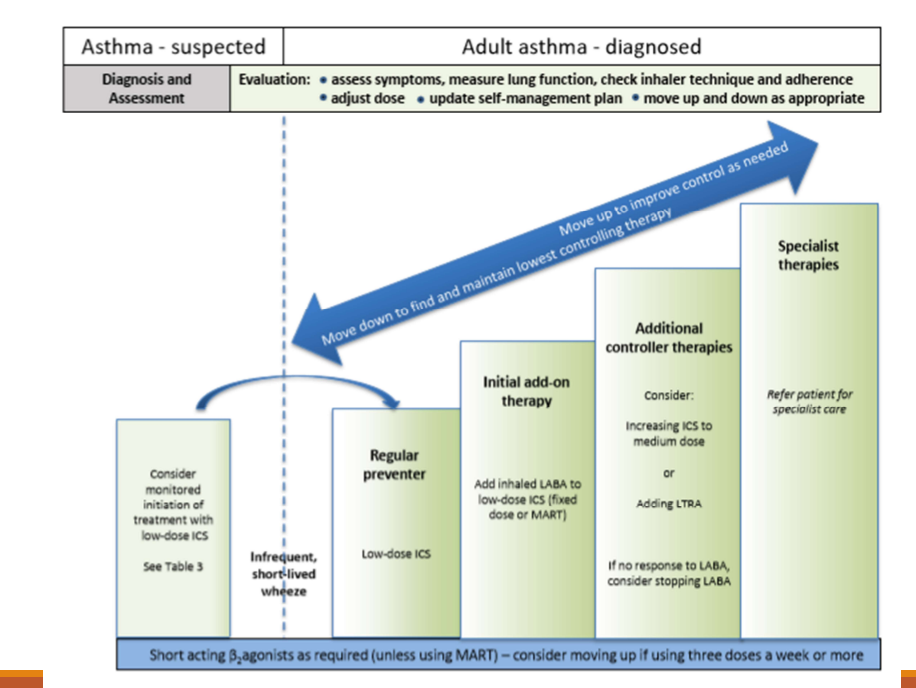 Asthma - suspected
Adult asthma - diagnosed
Diagnosis and
Assessment
Evaluation: • assess symptoms, measure lung function, check inhaler technique and adherence
• adjust dose • update self-management plan • move up and down as appropriate
Move up to improve control as needed
Move down to find and maintain lowest controlling therapy
Consider
monitored
initiation of
treatment with
low-dose ICS
See Table 3
Infrequent,
short-lived
wheeze
Regular
preventer
Low-dose ICS
Initial add-on
therapy
Add inhaled LABA to
low-dose ICS (fixed
dose or MART)
Additional
controller therapies
Consider:
Increasing ICS to
medium dose
or
Adding LTRA
If no response to LABA,
consider stopping LABA
Specialist
therapies
Refer patient for
specialist care
Short acting β₂agonists as required (unless using MART) – consider moving up if using three doses a week or more